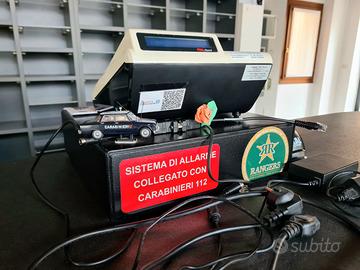 CARABINIERI
SISTEMA DI ALLARME
COLLEGATO CON
CARABINIERI 112
RANGERS
subito